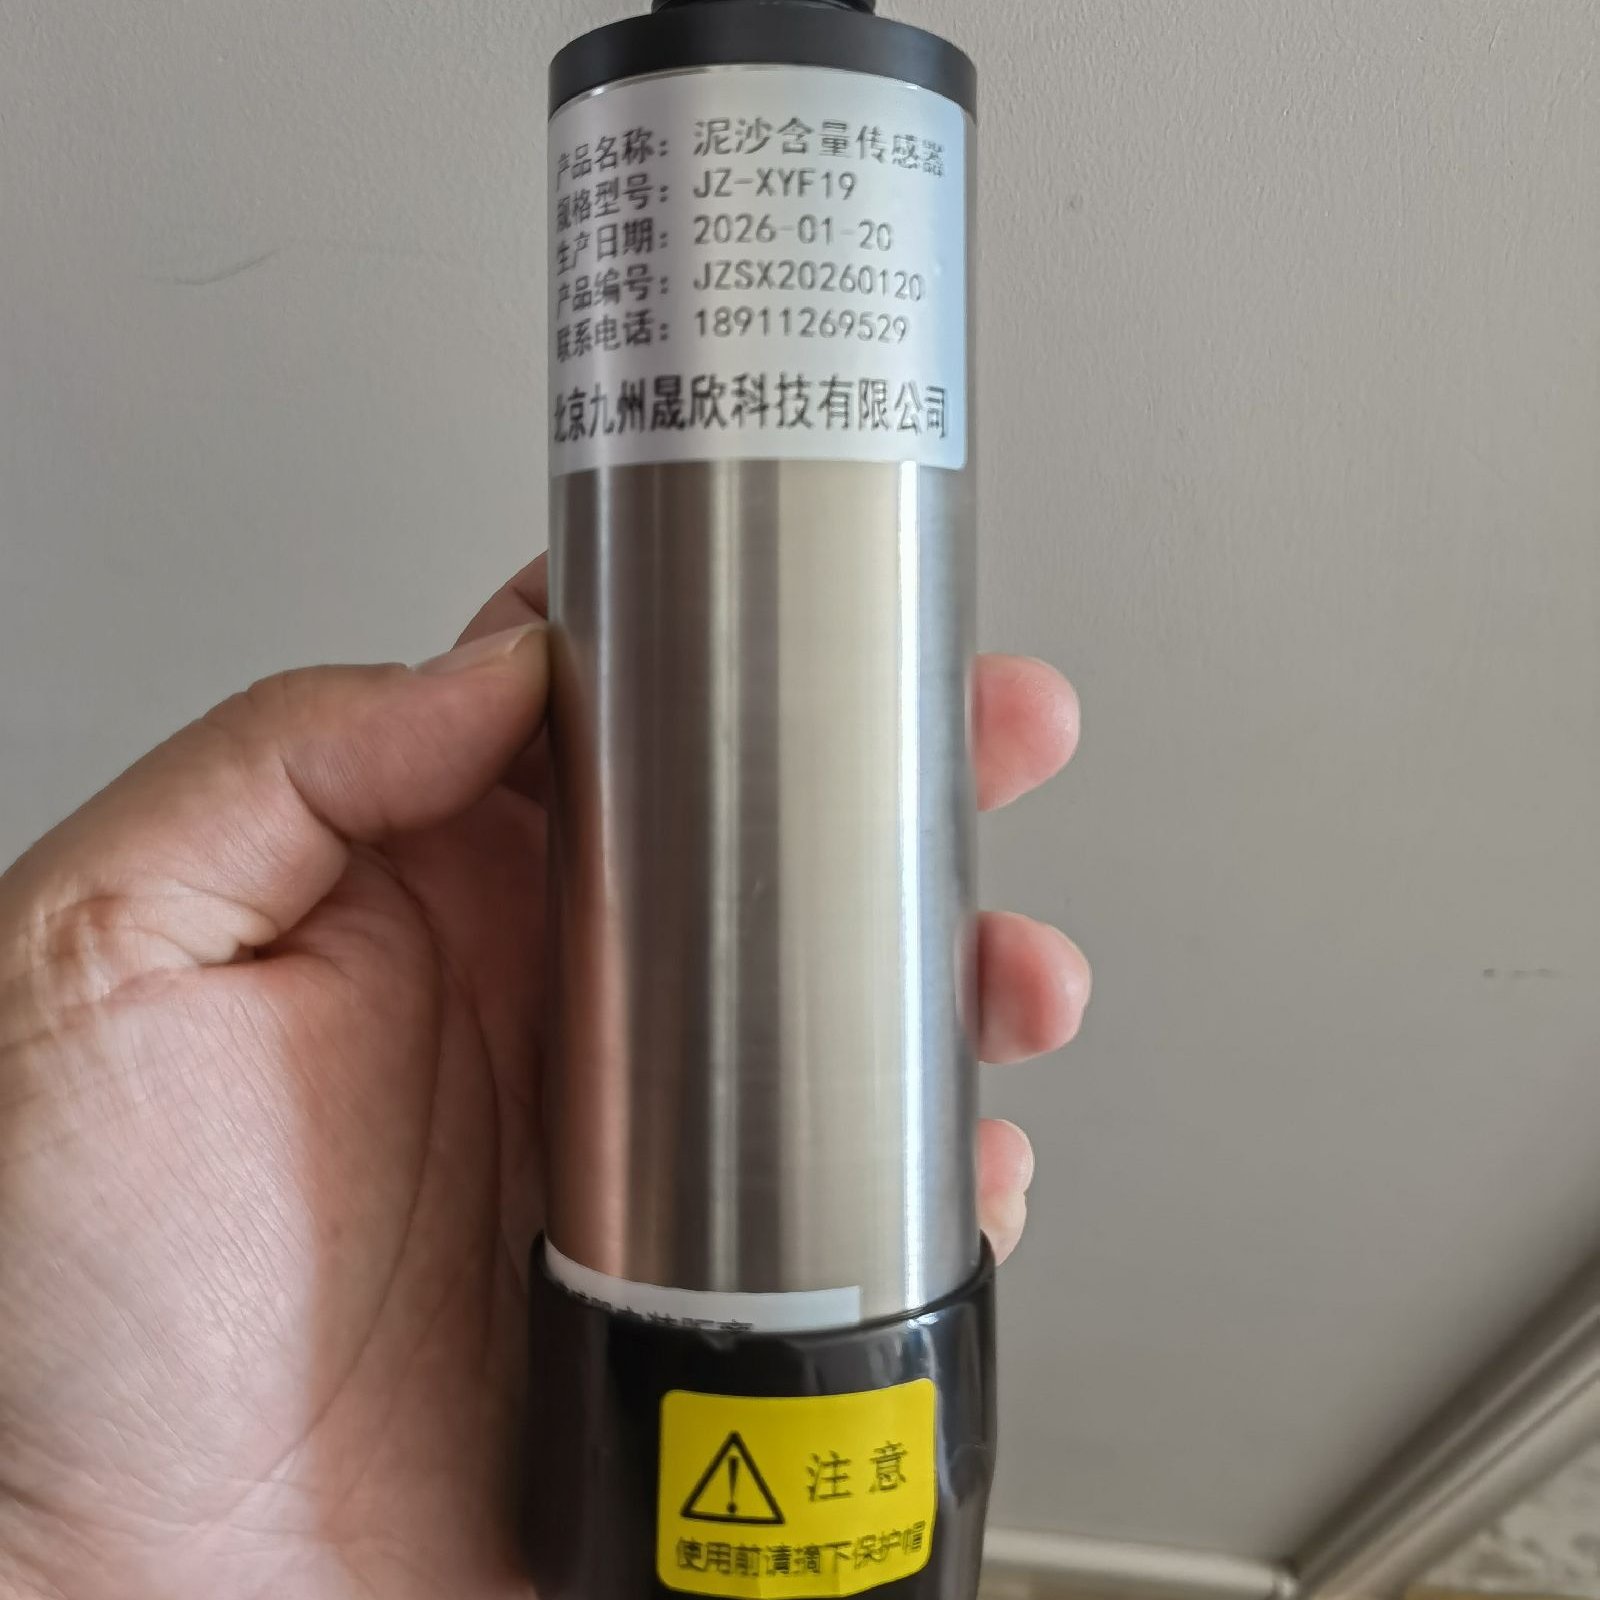 产品名称：泥沙含量传感器
规格型号：JZ-XYF19
生产日期：2026-01-20
产品编号：JZSX20260120
联系电话：18911269529
北京九州晟欣科技有限公司
注意
使用前请摘下保护帽